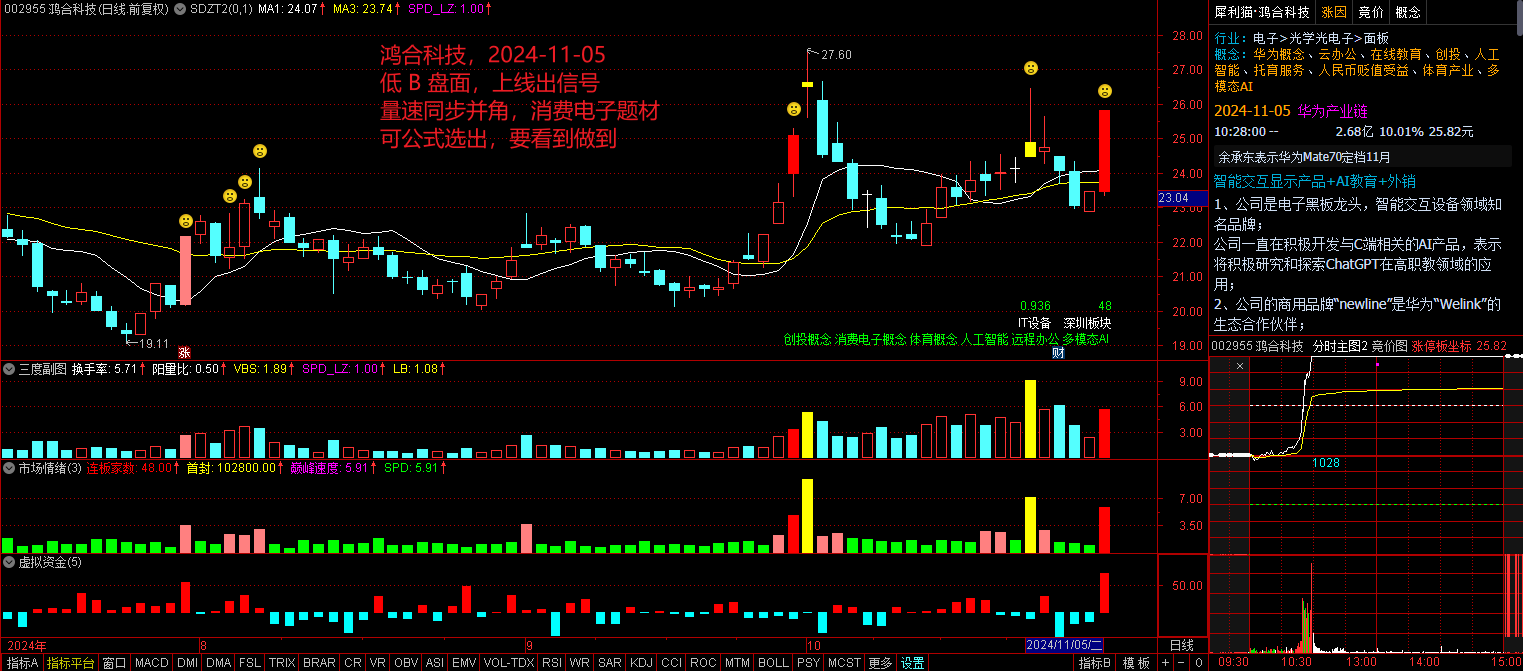 002955 鸿合科技(日线.前复权) SDZT2(0,1) MA1: 24.07↑ MA3: 23.74↑ SPD_LZ: 1.00↑
鸿合科技，2024-11-05
低 B 盘面，上线出信号
量速同步并角，消费电子题材
可公式选出，要看到做到
27.60
19.11
涨
财
0.936 48
IT设备 深圳板块
创投概念 消费电子概念 体育概念 人工智能 远程办公 多模态AI
28.00
27.00
26.00
25.00
24.00
23.04
23.00
22.00
21.00
20.00
19.00
三度副图 换手率: 5.71↑ 阳量比: 0.50↑ VBS: 1.89↑ SPD_LZ: 1.00↑ LB: 1.08↑
9.00
6.00
3.00
市场情绪(3) 连板家数: 48.00↑ 首封: 102800.00↑ 巅峰速度: 5.91↑ SPD: 5.91↑
7.00
3.50
虚拟资金(5)
50.00
2024年 8 9 10 2024/11/05/二 日线
指标A 指标平台 窗口 MACD DMI DMA FSL TRIX BRAR CR VR OBV ASI EMV VOL-TDX RSI WR SAR KDJ CCI ROC MTM BOLL PSY MCST 更多 设置 指标B 模板 + − O
犀利猫·鸿合科技 涨因 竞价 概念
行业：电子>光学光电子>面板
概念：华为概念、云办公、在线教育、创投、人工
智能、托育服务、人民币贬值受益、体育产业、多
模态AI
2024-11-05 华为产业链
10:28:00 -- 2.68亿 10.01% 25.82元
余承东表示华为Mate70定档11月
智能交互显示产品+AI教育+外销
1、公司是电子黑板龙头，智能交互设备领域知
名品牌；
公司一直在积极开发与C端相关的AI产品，表示
将积极研究和探索ChatGPT在高职教领域的应
用；
2、公司的商用品牌“newline”是华为“Welink”的
生态合作伙伴；
002955 鸿合科技 分时主图2 竞价图 涨停板坐标 25.82
×
1028
09:30 10:30 13:00 14:00 15:00